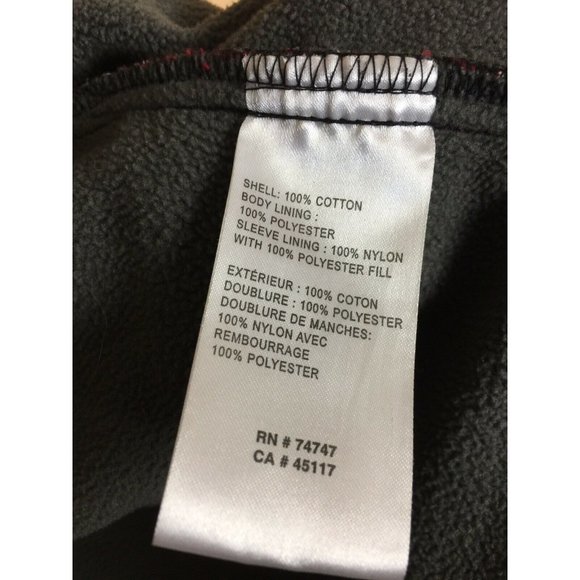 SHELL: 100% COTTON
BODY LINING :
100% POLYESTER
SLEEVE LINING : 100% NYLON
WITH 100% POLYESTER FILL
EXTÉRIEUR : 100% COTON
DOUBLURE : 100% POLYESTER
DOUBLURE DE MANCHES:
100% NYLON AVEC
REMBOURRAGE
100% POLYESTER
RN # 74747
CA # 45117